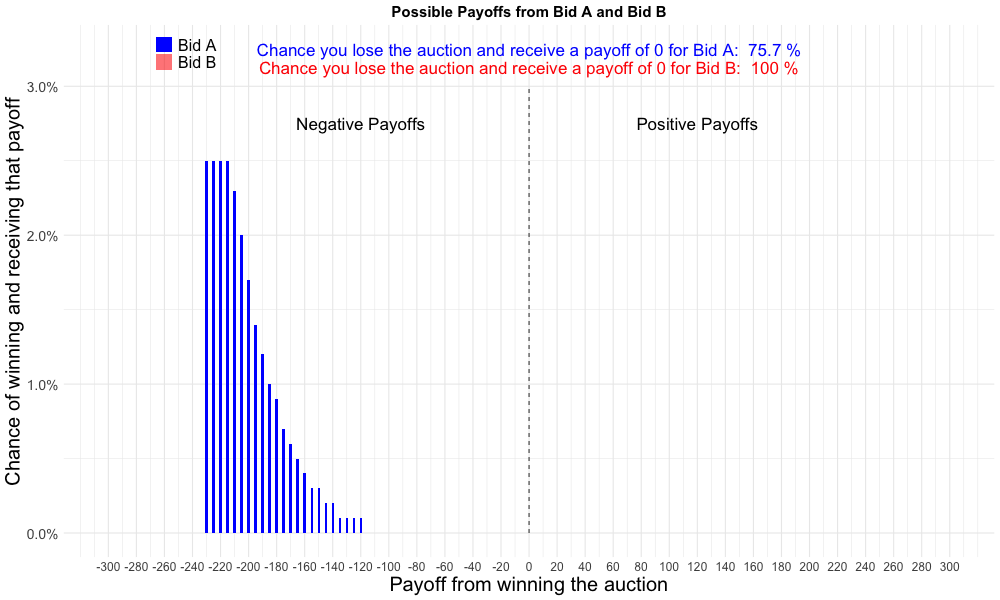 Possible Payoffs from Bid A and Bid B
Bid A
Bid B
Chance you lose the auction and receive a payoff of 0 for Bid A:  75.7 %
Chance you lose the auction and receive a payoff of 0 for Bid B:  100 %
Negative Payoffs
Positive Payoffs
Chance of winning and receiving that payoff
3.0%
2.0%
1.0%
0.0%
-300 -280 -260 -240 -220 -200 -180 -160 -140 -120 -100 -80 -60 -40 -20 0 20 40 60 80 100 120 140 160 180 200 220 240 260 280 300
Payoff from winning the auction